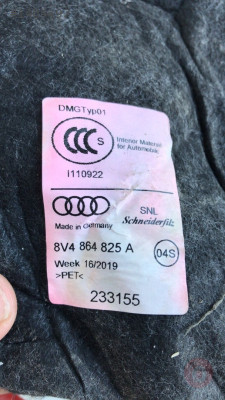 DMGTyp01
CCC S
Interior Material
for Automobile
i110922
SNL
Made in Germany
Schneiderfilz
8V4 864 825 A
04S
Week 16/2019
>PET<
233155